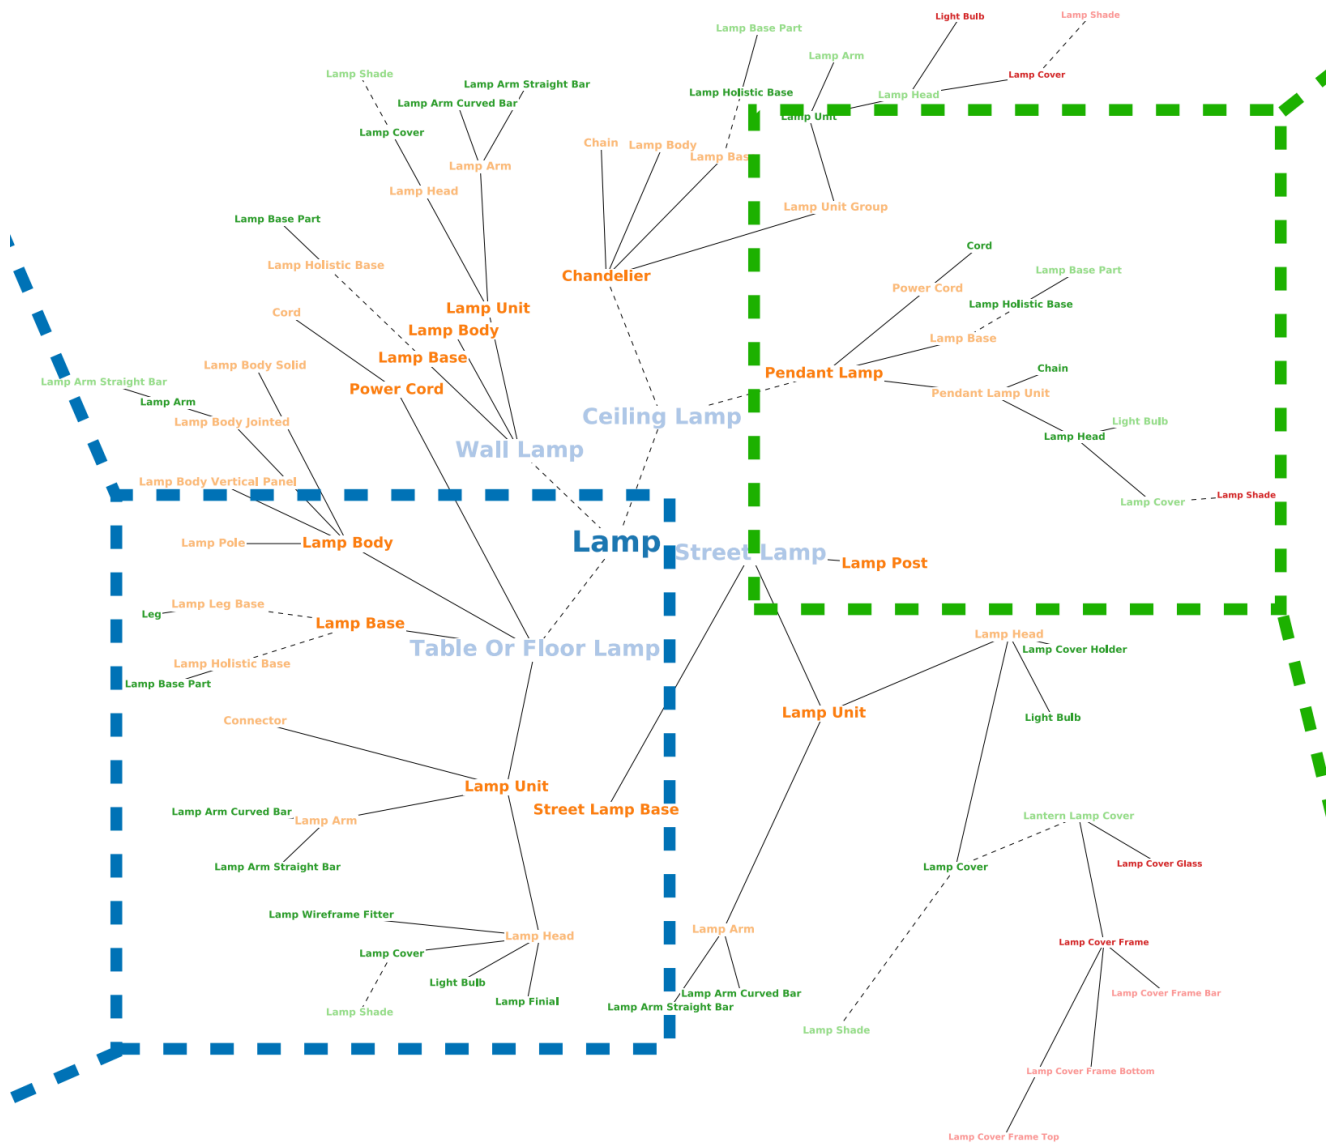 Light Bulb
Lamp Shade
Lamp Base Part
Lamp Arm
Lamp Shade
Lamp Arm Straight Bar
Lamp Cover
Lamp Holistic Base
Lamp Head
Lamp Arm Curved Bar
Lamp Unit
Lamp Cover
Chain
Lamp Body
Lamp Base
Lamp Arm
Lamp Head
Lamp Unit Group
Lamp Base Part
Cord
Lamp Holistic Base
Chandelier
Lamp Base Part
Power Cord
Lamp Holistic Base
Lamp Unit
Cord
Lamp Body
Lamp Base
Lamp Base
Lamp Body Solid
Pendant Lamp
Chain
Lamp Arm Straight Bar
Power Cord
Pendant Lamp Unit
Lamp Arm
Ceiling Lamp
Lamp Body Jointed
Light Bulb
Lamp Head
Wall Lamp
Lamp Body Vertical Panel
Lamp Shade
Lamp Cover
Lamp Pole
Lamp Body
Lamp
Street Lamp
Lamp Post
Lamp Leg Base
Leg
Lamp Base
Lamp Head
Table Or Floor Lamp
Lamp Cover Holder
Lamp Holistic Base
Lamp Base Part
Connector
Lamp Unit
Light Bulb
Lamp Unit
Street Lamp Base
Lamp Arm Curved Bar
Lamp Arm
Lantern Lamp Cover
Lamp Arm Straight Bar
Lamp Cover
Lamp Cover Glass
Lamp Wireframe Fitter
Lamp Head
Lamp Arm
Lamp Cover Frame
Lamp Cover
Light Bulb
Lamp Finial
Lamp Arm Curved Bar
Lamp Cover Frame Bar
Lamp Shade
Lamp Arm Straight Bar
Lamp Shade
Lamp Cover Frame Bottom
Lamp Cover Frame Top